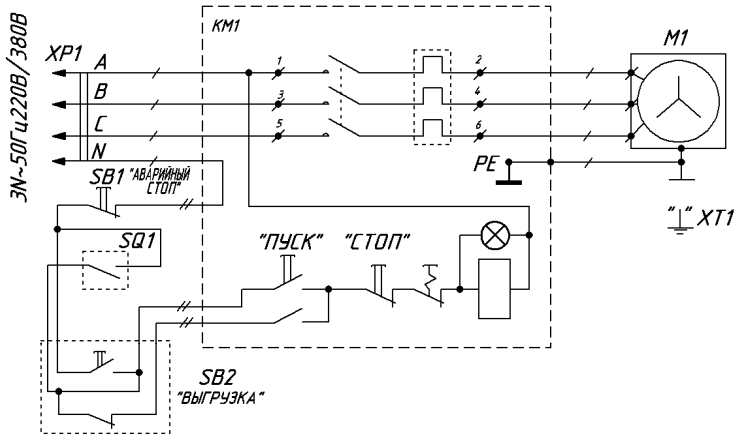 KM1
3N~50Гц220В/380В
XP1
A
B
C
N
1
2
3
4
5
6
M1
PE
SB1 "АВАРИЙНЫЙ
СТОП"
"⏚" XT1
SQ1
"ПУСК"
"СТОП"
SB2
"ВЫГРУЗКА"